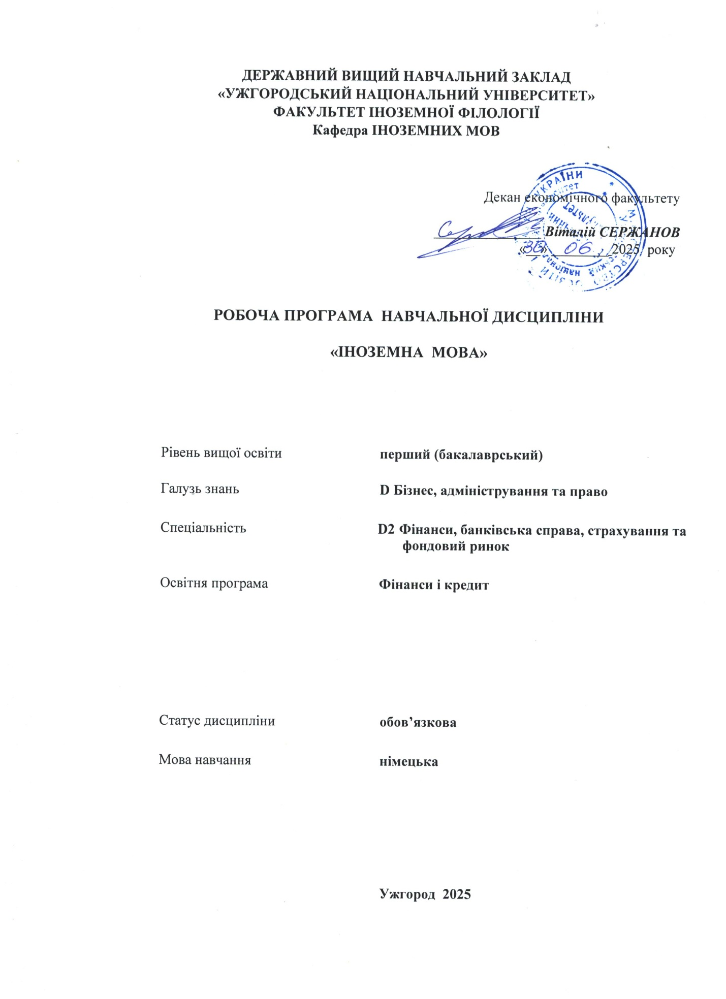 ДЕРЖАВНИЙ ВИЩИЙ НАВЧАЛЬНИЙ ЗАКЛАД
«УЖГОРОДСЬКИЙ НАЦІОНАЛЬНИЙ УНІВЕРСИТЕТ»
ФАКУЛЬТЕТ ІНОЗЕМНОЇ ФІЛОЛОГІЇ
Кафедра ІНОЗЕМНИХ МОВ
УКРАЇНИ
Декан економічного факультету
Віталій СЕРЖАНОВ
«30» 06 2025 року
РОБОЧА ПРОГРАМА НАВЧАЛЬНОЇ ДИСЦИПЛІНИ
«ІНОЗЕМНА МОВА»
Рівень вищої освіти перший (бакалаврський)
Галузь знань D Бізнес, адміністрування та право
Спеціальність D2 Фінанси, банківська справа, страхування та
фондовий ринок
Освітня програма Фінанси і кредит
Статус дисципліни обов’язкова
Мова навчання німецька
Ужгород 2025